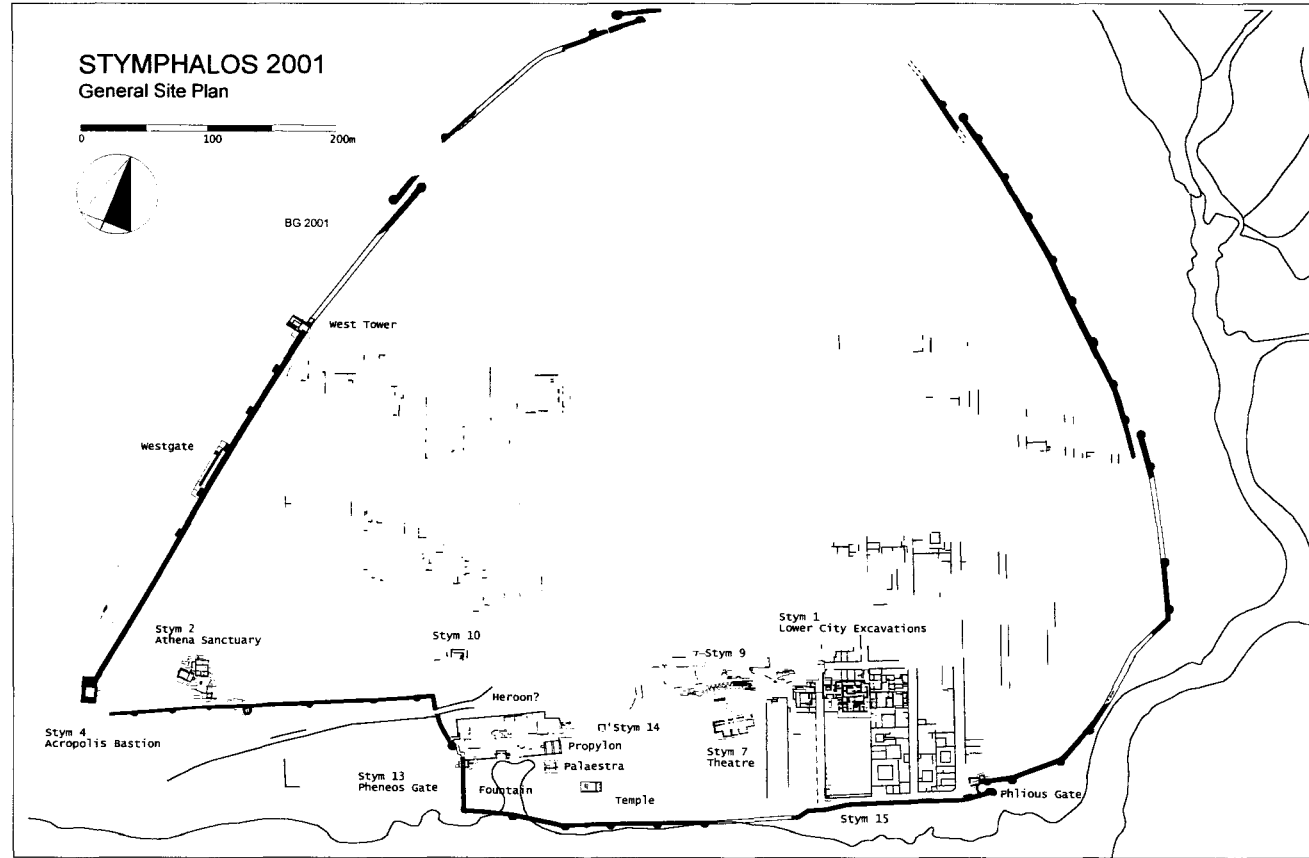 STYMPHALOS 2001
General Site Plan
0 100 200m
BG 2001
West Tower
Westgate
Stym 2
Athena Sanctuary
Stym 10
Stym 1
Lower City Excavations
Stym 9
Heroon?
Stym 4
Acropolis Bastion
Stym 14
Propylon
Palaestra
Stym 7
Theatre
Stym 13
Pheneos Gate
Fountain
Temple
Phlious Gate
Stym 15